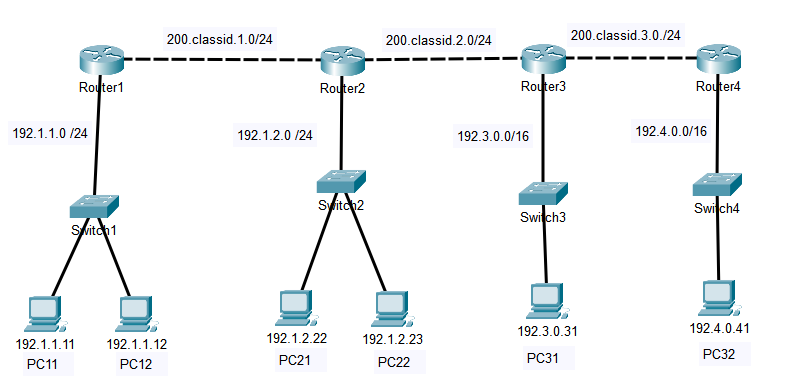 200.classid.1.0/24
200.classid.2.0/24
200.classid.3.0./24
Router1
Router2
Router3
Router4
192.1.1.0 /24
192.1.2.0 /24
192.3.0.0/16
192.4.0.0/16
Switch1
Switch2
Switch3
Switch4
192.1.1.11
192.1.1.12
192.1.2.22
192.1.2.23
192.3.0.31
192.4.0.41
PC11
PC12
PC21
PC22
PC31
PC32